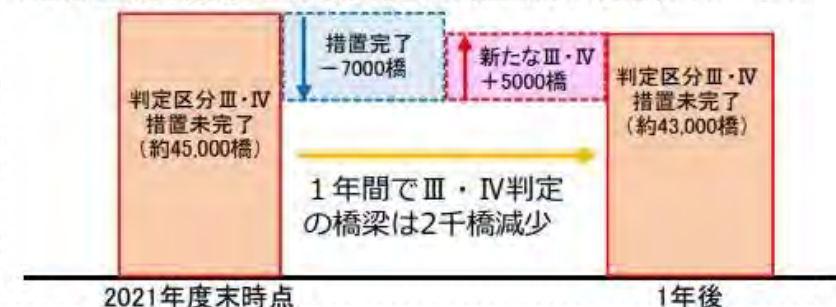 措置完了
－7000橋
新たなⅢ・Ⅳ
＋5000橋
判定区分Ⅲ・Ⅳ
措置未完了
（約45,000橋）
判定区分Ⅲ・Ⅳ
措置未完了
（約43,000橋）
１年間でⅢ・Ⅳ判定
の橋梁は2千橋減少
2021年度末時点
1年後